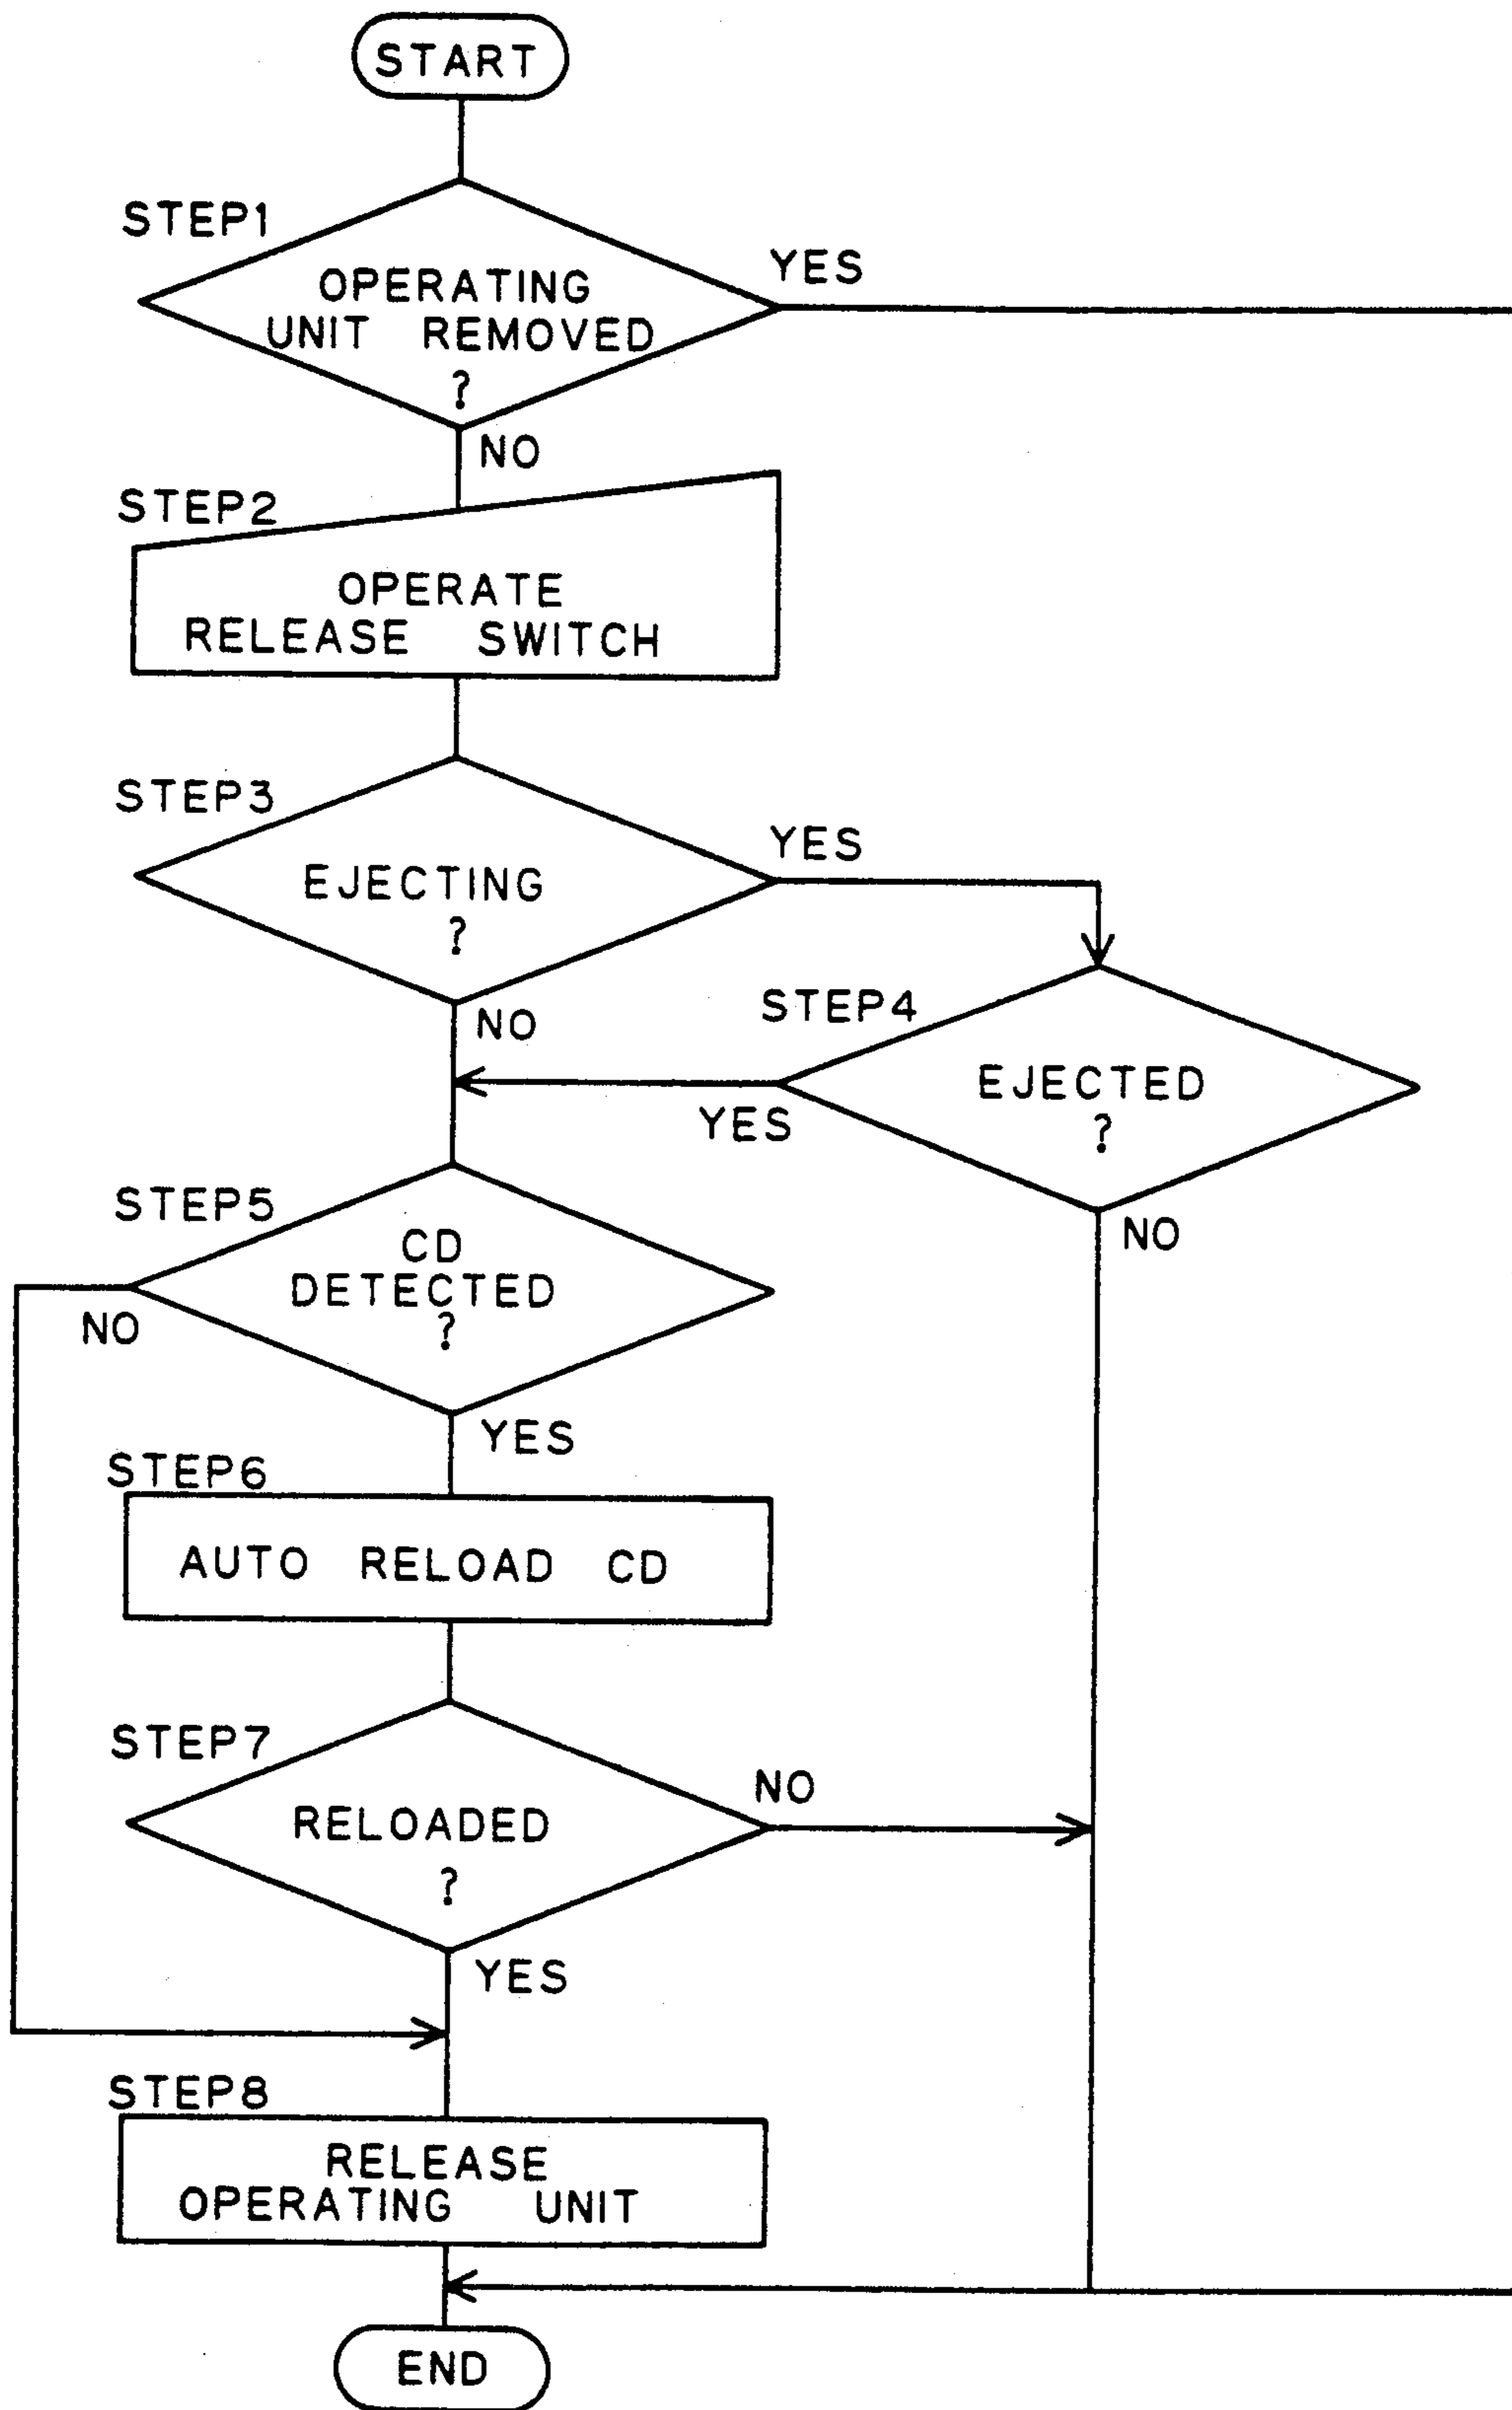 START
STEP1
OPERATING
UNIT REMOVED
?
YES
NO
STEP2
OPERATE
RELEASE SWITCH
STEP3
EJECTING
?
YES
NO
STEP4
EJECTED
?
YES
NO
STEP5
CD
DETECTED
?
NO
YES
STEP6
AUTO RELOAD CD
STEP7
RELOADED
?
NO
YES
STEP8
RELEASE
OPERATING UNIT
END